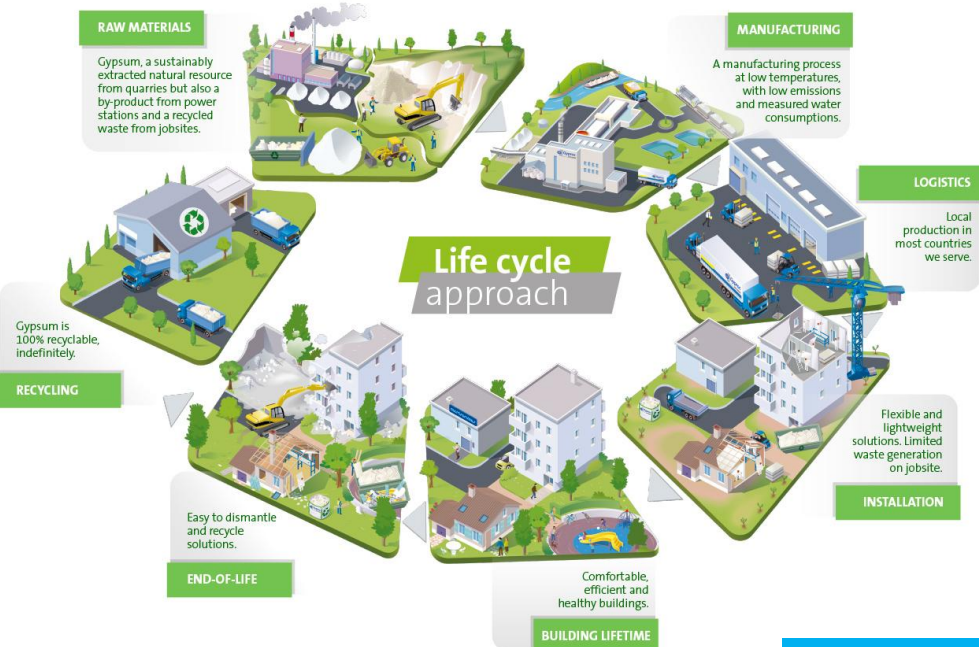 RAW MATERIALS
Gypsum, a sustainably
extracted natural resource
from quarries but also a
by-product from power
stations and a recycled
waste from jobsites.
MANUFACTURING
A manufacturing process
at low temperatures,
with low emissions
and measured water
consumptions.
LOGISTICS
Local
production in
most countries
we serve.
Life cycle
approach
Flexible and
lightweight
solutions. Limited
waste generation
on jobsite.
INSTALLATION
Comfortable,
efficient and
healthy buildings.
BUILDING LIFETIME
Easy to dismantle
and recycle
solutions.
END-OF-LIFE
Gypsum is
100% recyclable,
indefinitely.
RECYCLING